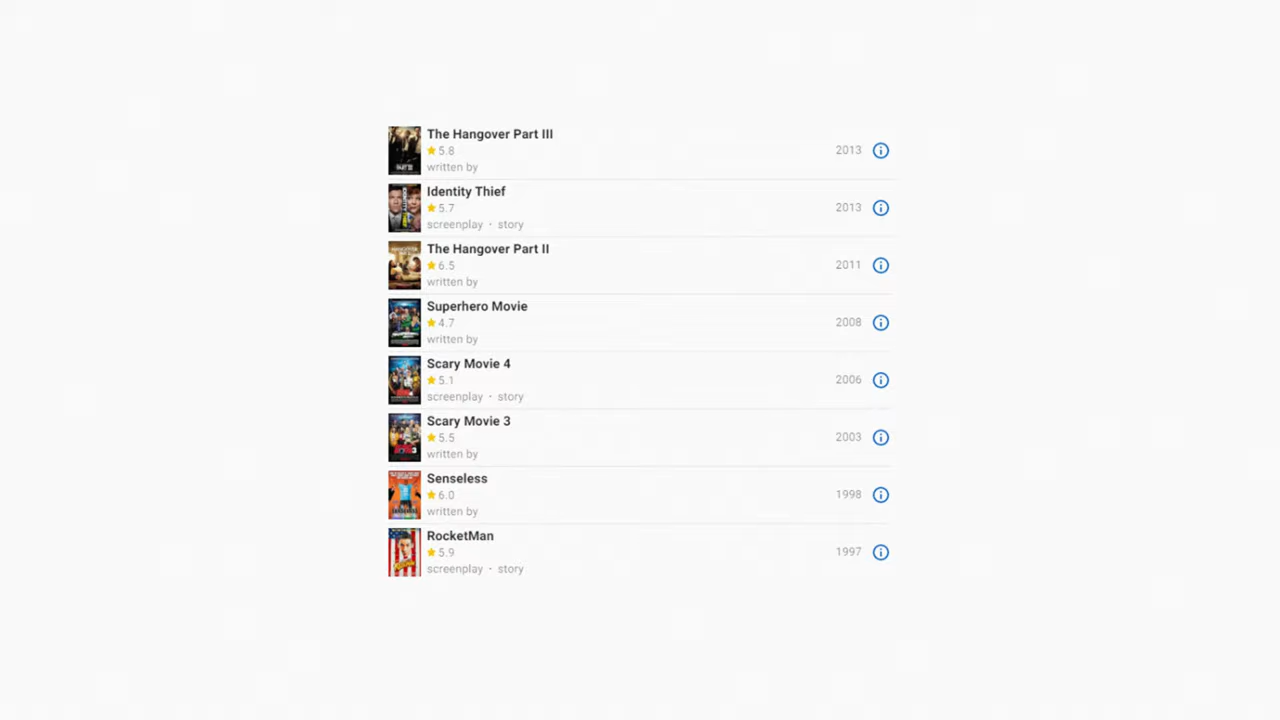 The Hangover Part III
5.8
2013
written by
Identity Thief
5.7
2013
screenplay · story
The Hangover Part II
6.5
2011
written by
Superhero Movie
4.7
2008
written by
Scary Movie 4
5.1
2006
screenplay · story
Scary Movie 3
5.5
2003
written by
Senseless
6.0
1998
written by
RocketMan
5.9
1997
screenplay · story